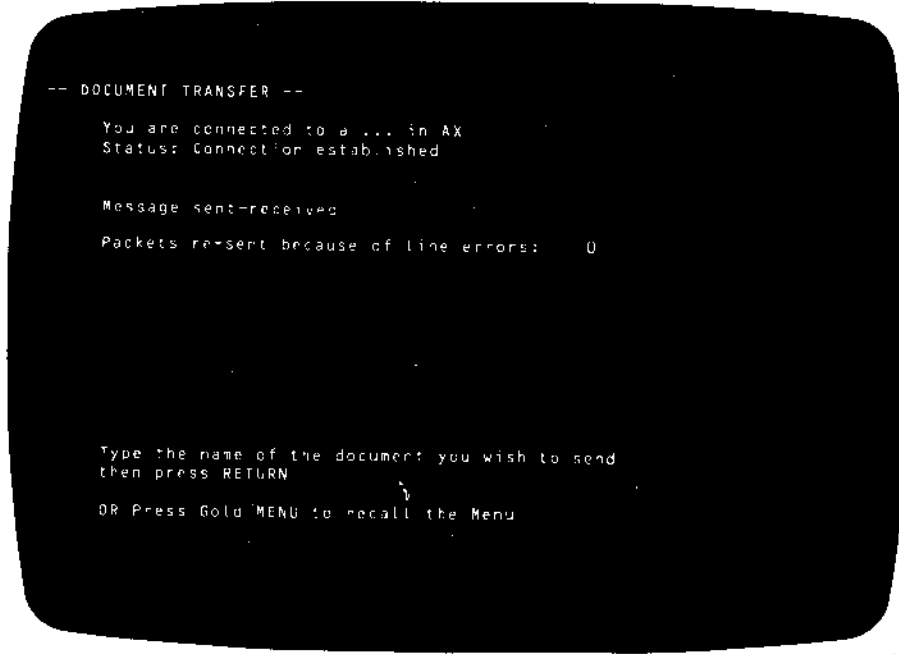 -- DOCUMENT TRANSFER --
You are connected to a ... in AX
Status: Connection established
Message sent-received
Packets re-sent because of line errors: 0
Type the name of the document you wish to send
then press RETURN
OR Press Gold MENU to recall the Menu